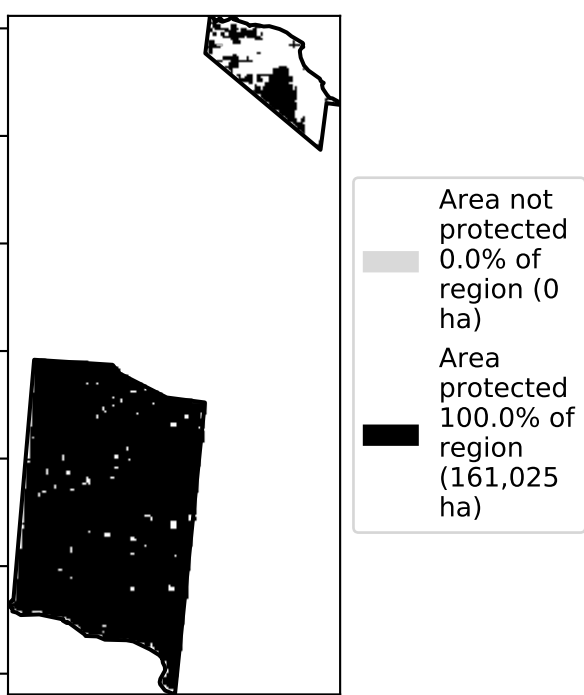 Area not
protected
0.0% of
region (0
ha)
Area
protected
100.0% of
region
(161,025
ha)